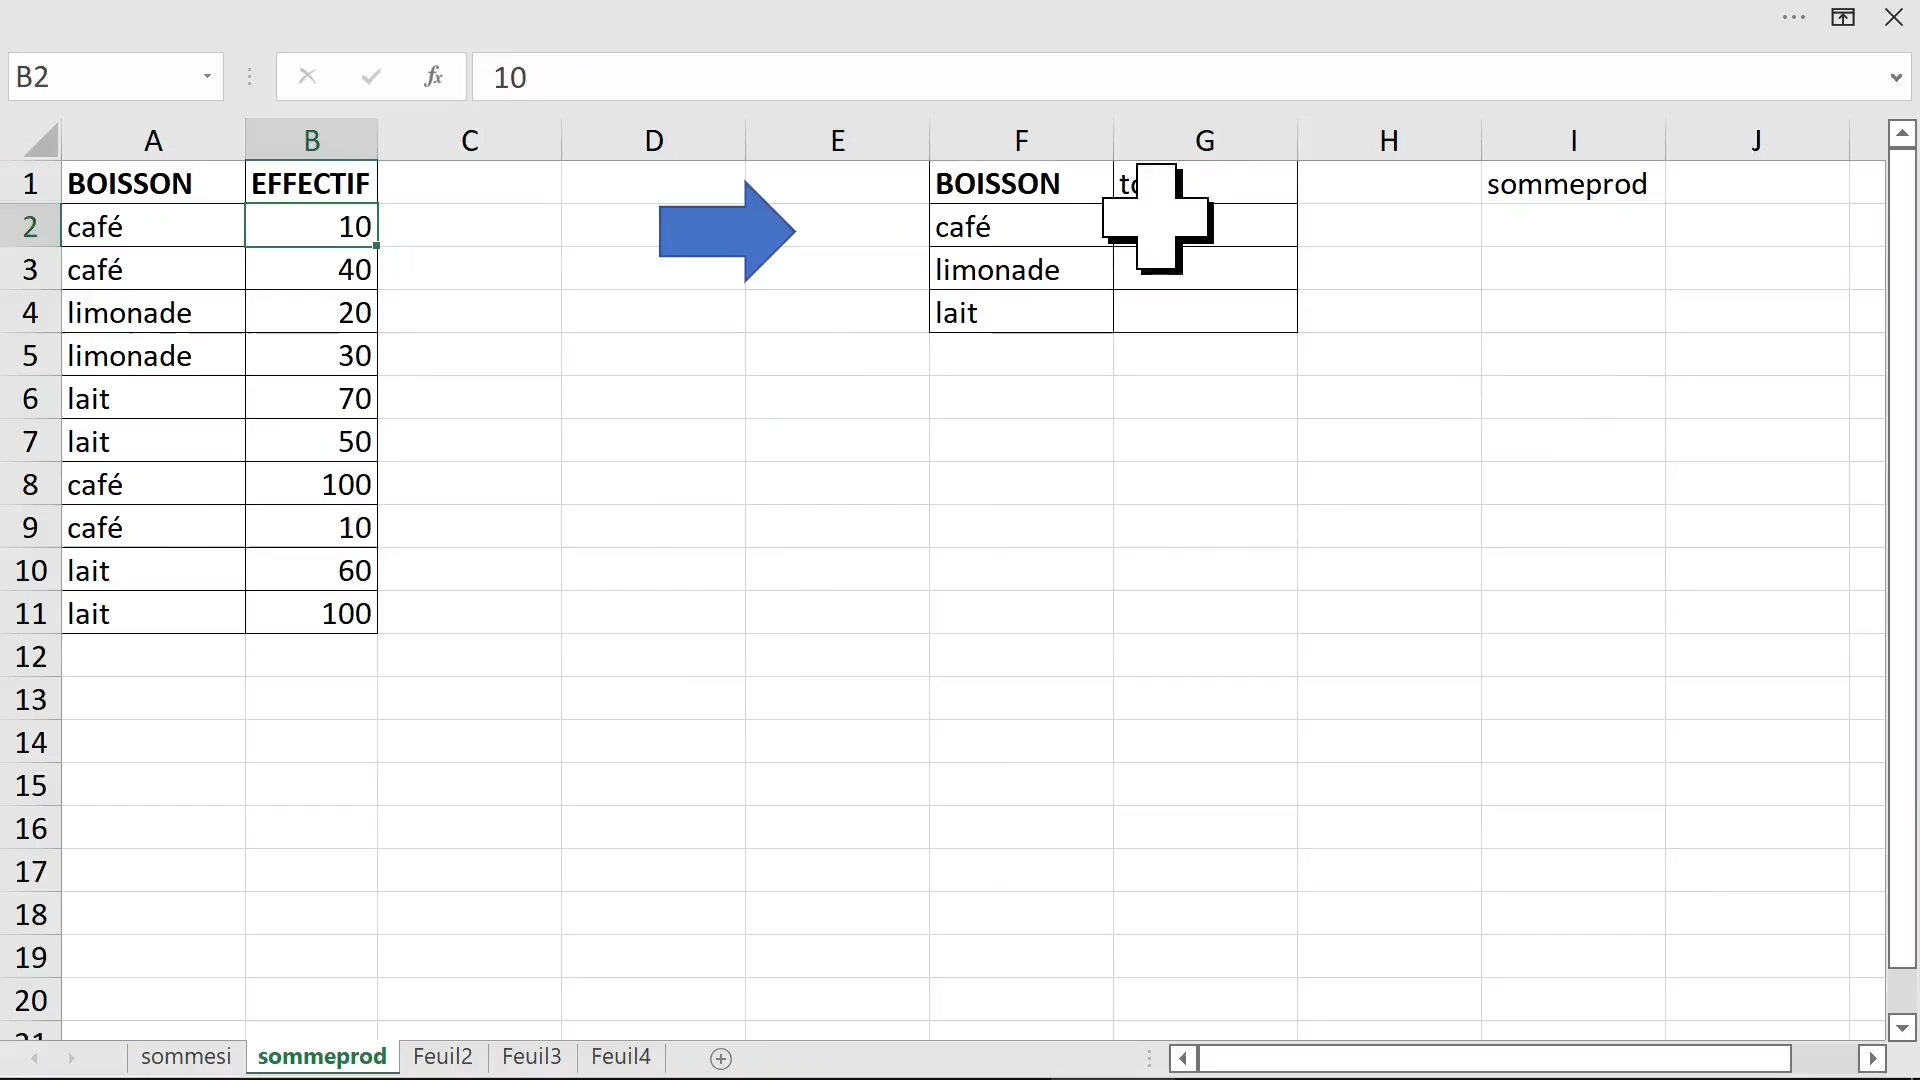 B2 fx 10
A B C D E F G H I J
1 BOISSON EFFECTIF BOISSON sommeprod
2 café 10 café
3 café 40 limonade
4 limonade 20 lait
5 limonade 30
6 lait 70
7 lait 50
8 café 100
9 café 10
10 lait 60
11 lait 100
12
13
14
15
16
17
18
19
20
21
sommesi sommeprod Feuil2 Feuil3 Feuil4